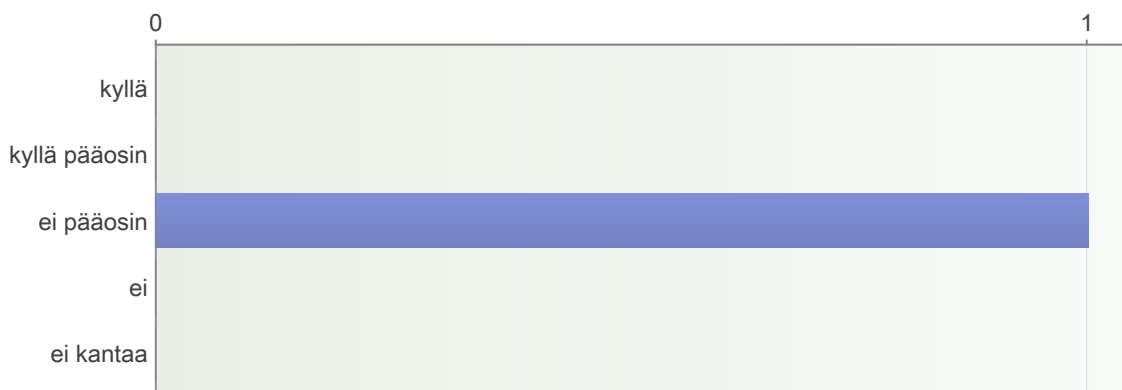 0 1
kyllä
kyllä pääosin
ei pääosin
ei
ei kantaa